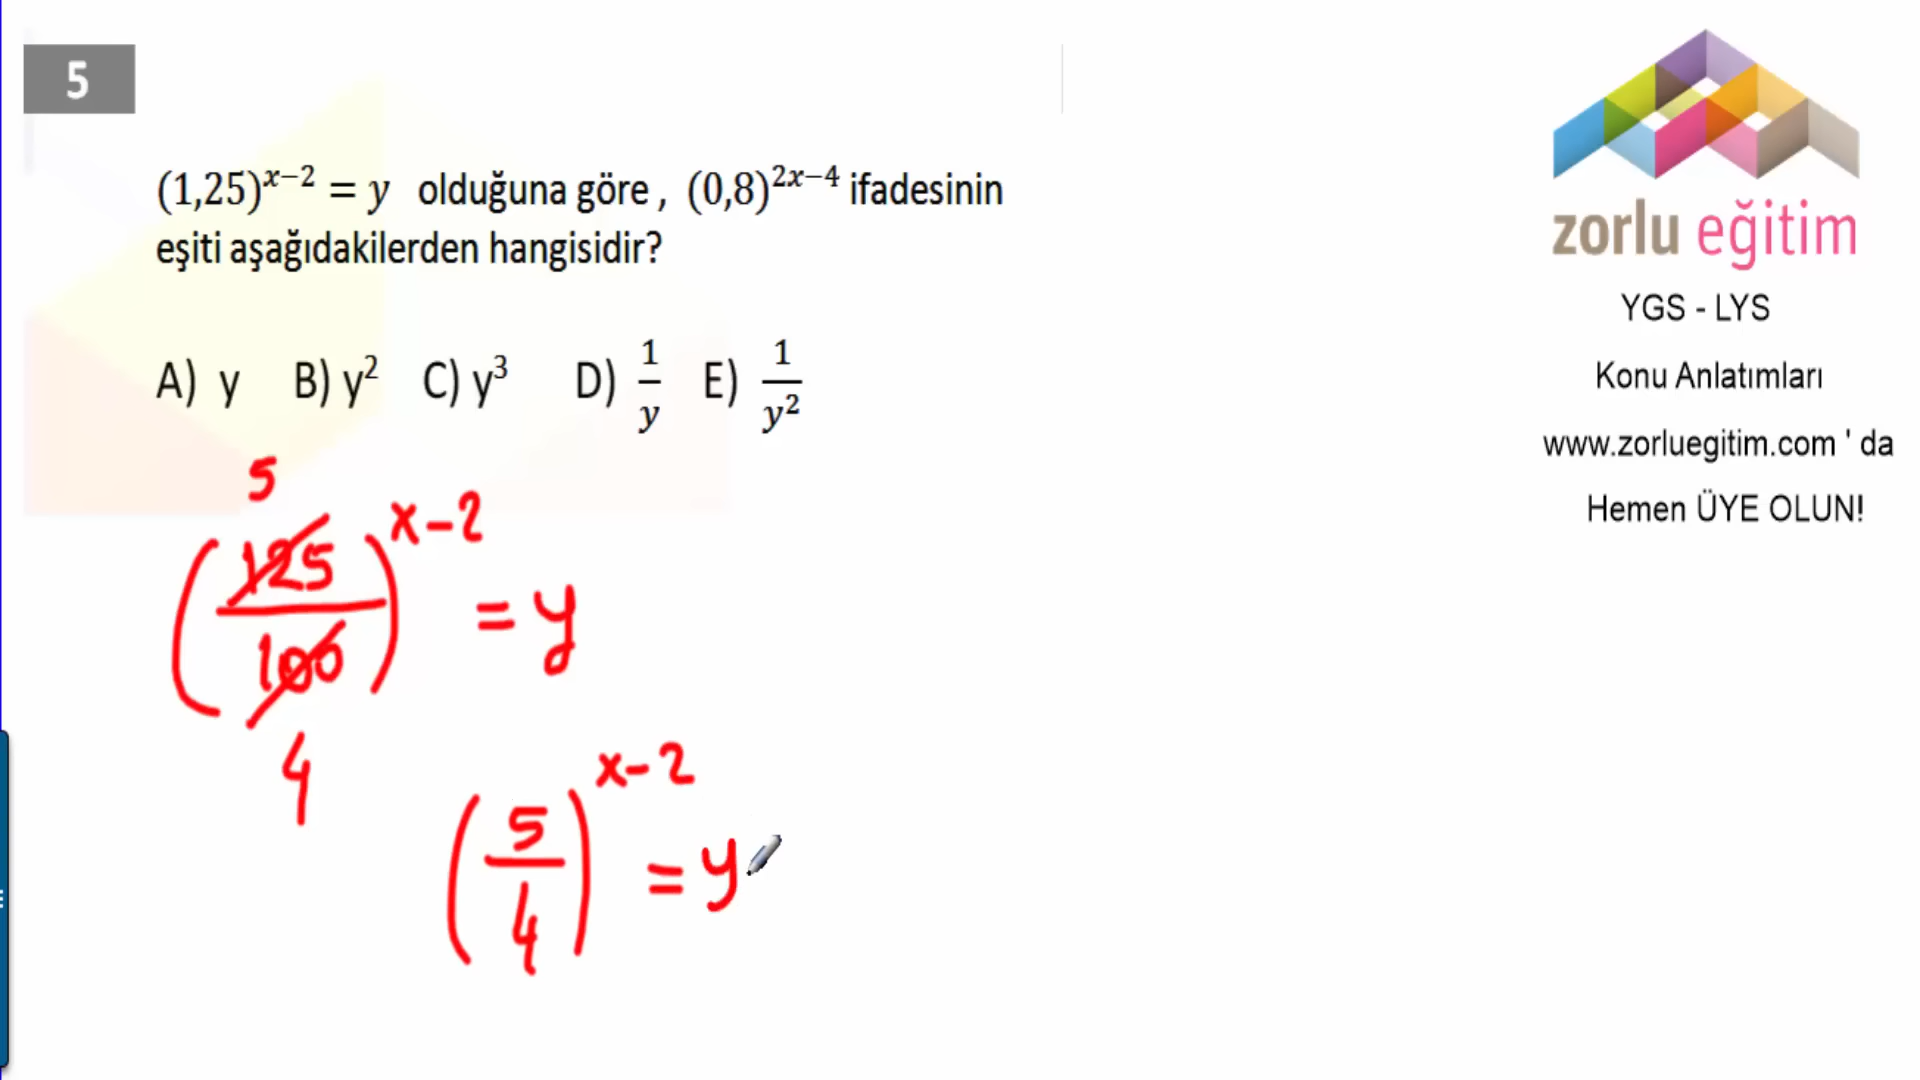 5
(1,25)^{x−2} = y olduğuna göre , (0,8)^{2x−4} ifadesinin
eşiti aşağıdakilerden hangisidir?
A) y B) y² C) y³ D) 1/y E) 1/y²
5
(125/100)^{x-2} = y
4
(5/4)^{x-2} = y
zorlu eğitim
YGS - LYS
Konu Anlatımları
www.zorluegitim.com ' da
Hemen ÜYE OLUN!